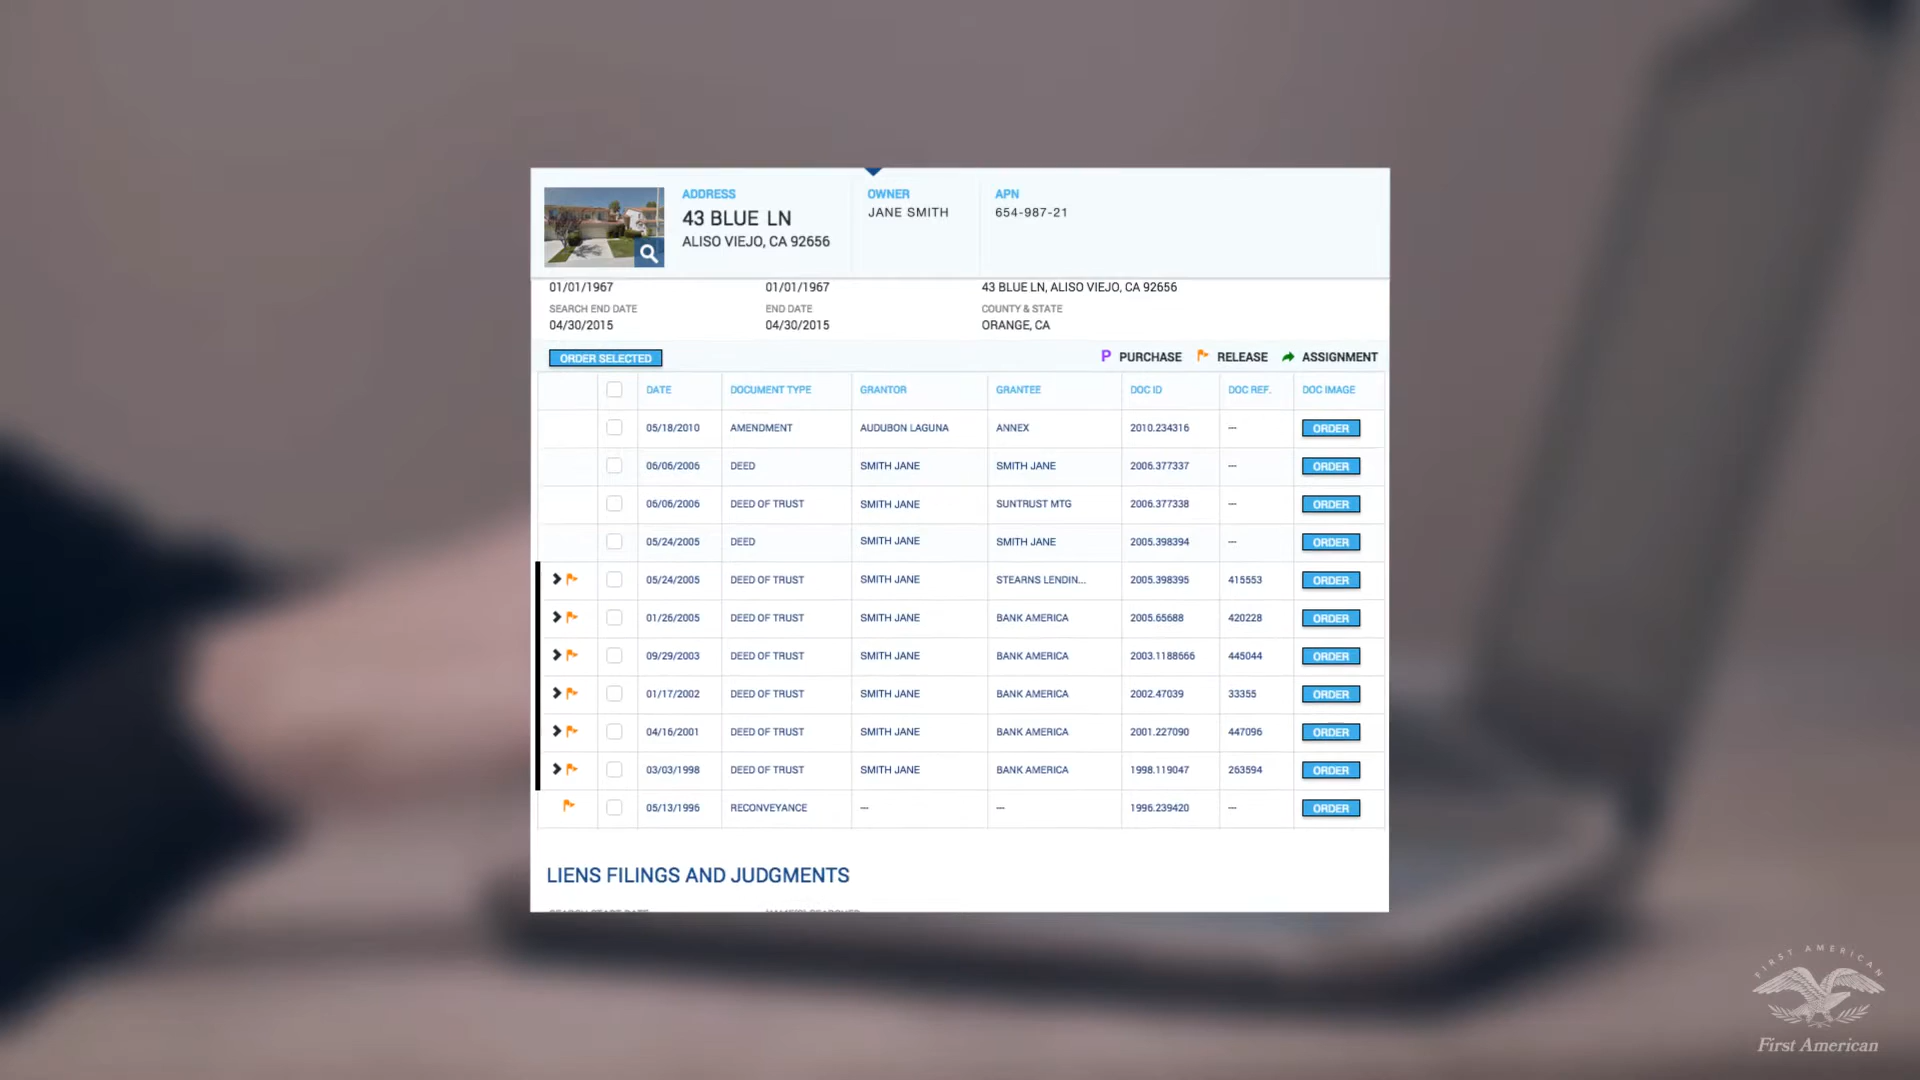 ADDRESS OWNER APN
43 BLUE LN JANE SMITH 654-987-21
ALISO VIEJO, CA 92656
01/01/1967 01/01/1967 43 BLUE LN, ALISO VIEJO, CA 92656
SEARCH END DATE END DATE COUNTY & STATE
04/30/2015 04/30/2015 ORANGE, CA
ORDER SELECTED P PURCHASE RELEASE ASSIGNMENT
DATE DOCUMENT TYPE GRANTOR GRANTEE DOC ID DOC REF. DOC IMAGE
05/18/2010 AMENDMENT AUDUBON LAGUNA ANNEX 2010.234316 --- ORDER
06/06/2006 DEED SMITH JANE SMITH JANE 2006.377337 --- ORDER
06/06/2006 DEED OF TRUST SMITH JANE SUNTRUST MTG 2006.377338 --- ORDER
05/24/2005 DEED SMITH JANE SMITH JANE 2005.398394 --- ORDER
05/24/2005 DEED OF TRUST SMITH JANE STEARNS LENDIN... 2005.398395 415553 ORDER
01/26/2005 DEED OF TRUST SMITH JANE BANK AMERICA 2005.65688 420228 ORDER
09/29/2003 DEED OF TRUST SMITH JANE BANK AMERICA 2003.1188666 445044 ORDER
01/17/2002 DEED OF TRUST SMITH JANE BANK AMERICA 2002.47039 33355 ORDER
04/16/2001 DEED OF TRUST SMITH JANE BANK AMERICA 2001.227090 447096 ORDER
03/03/1998 DEED OF TRUST SMITH JANE BANK AMERICA 1998.119047 263594 ORDER
05/13/1996 RECONVEYANCE --- --- 1996.239420 --- ORDER
LIENS FILINGS AND JUDGMENTS
FIRST AMERICAN
First American